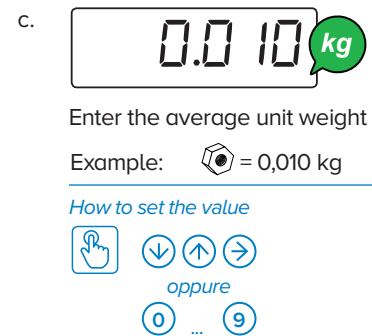 c.
0.010 kg
Enter the average unit weight
Example: = 0,010 kg
How to set the value
oppure
0 ... 9